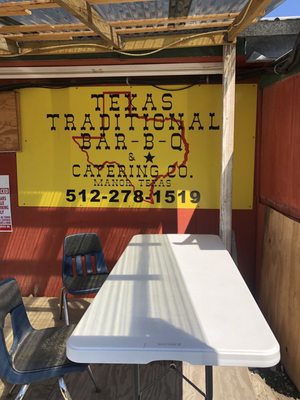 TEXAS
TRADITIONAL
BAR-B-Q
&
CATERING CO.
MANOR, TEXAS
512-278-1519